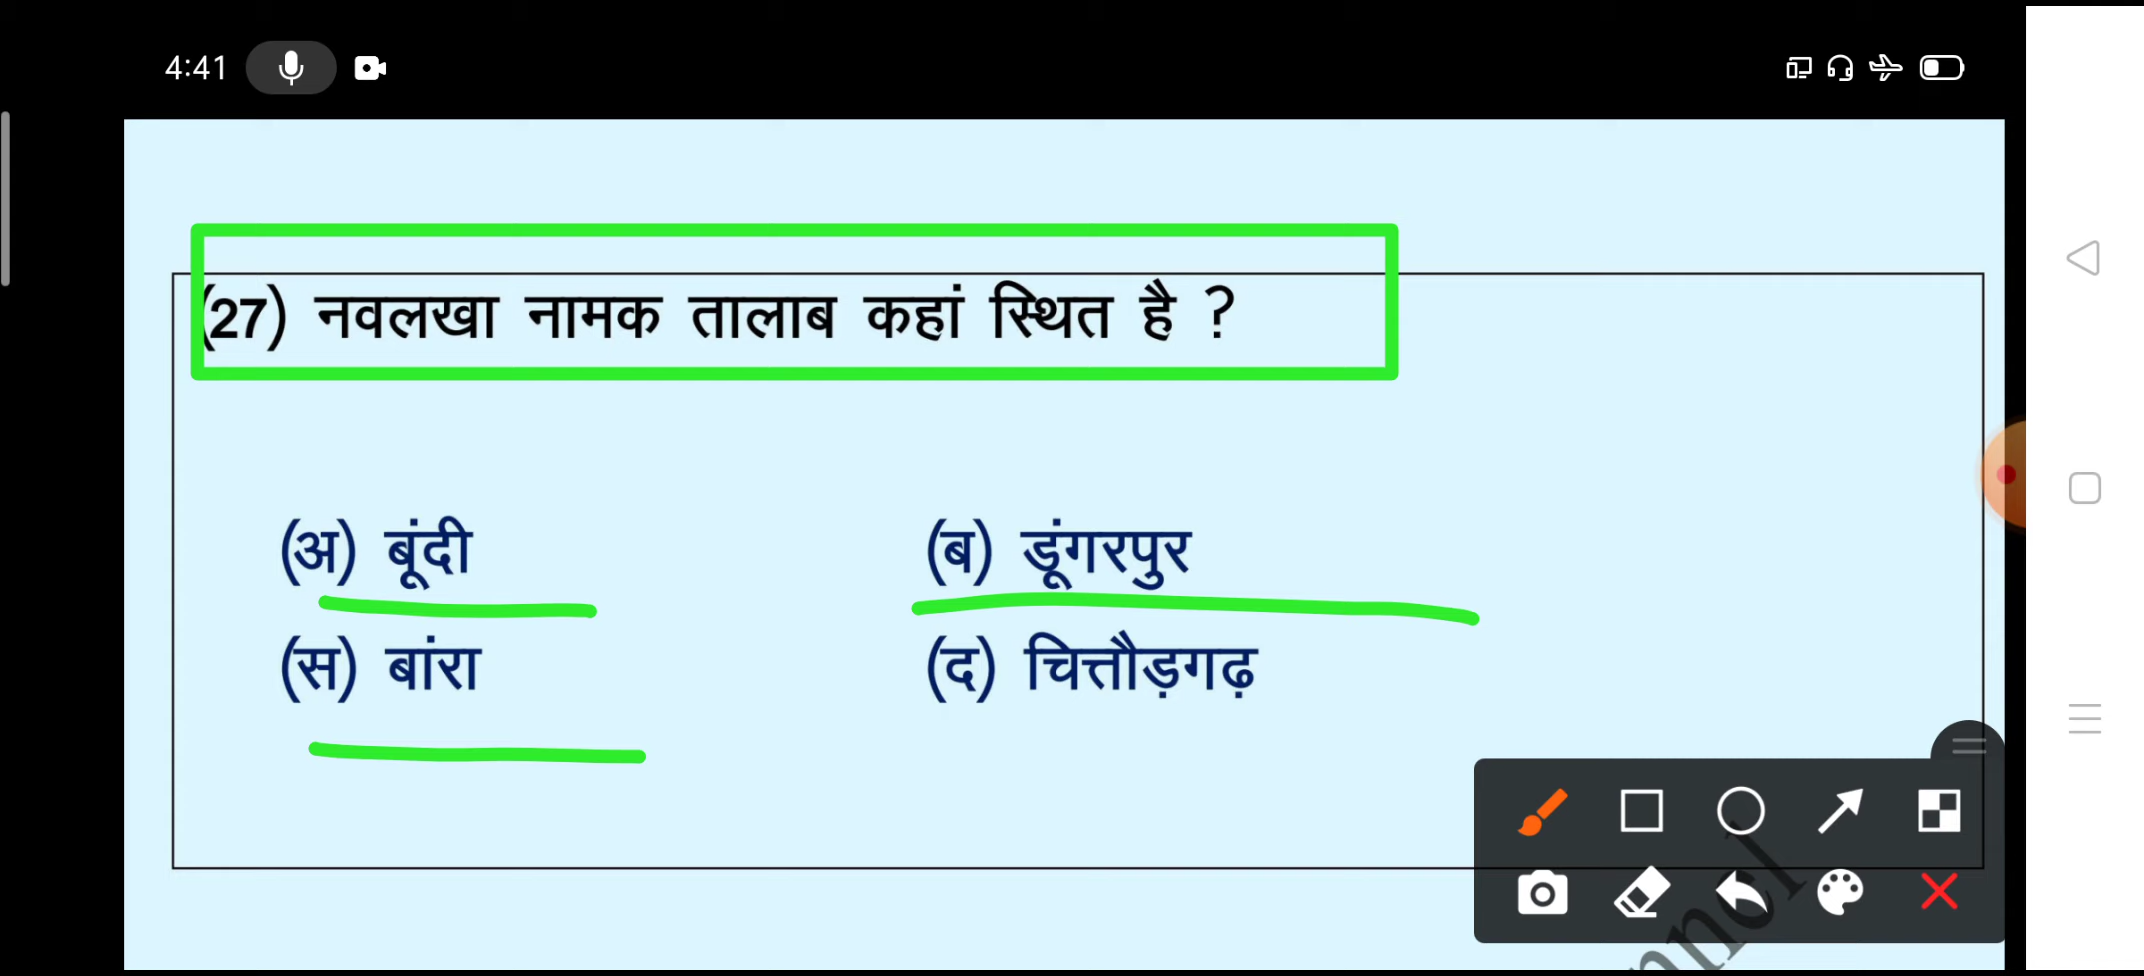 4:41
(27) नवलखा नामक तालाब कहां स्थित है ?
(अ) बूंदी (ब) डूंगरपुर
(स) बांरा (द) चित्तौड़गढ़